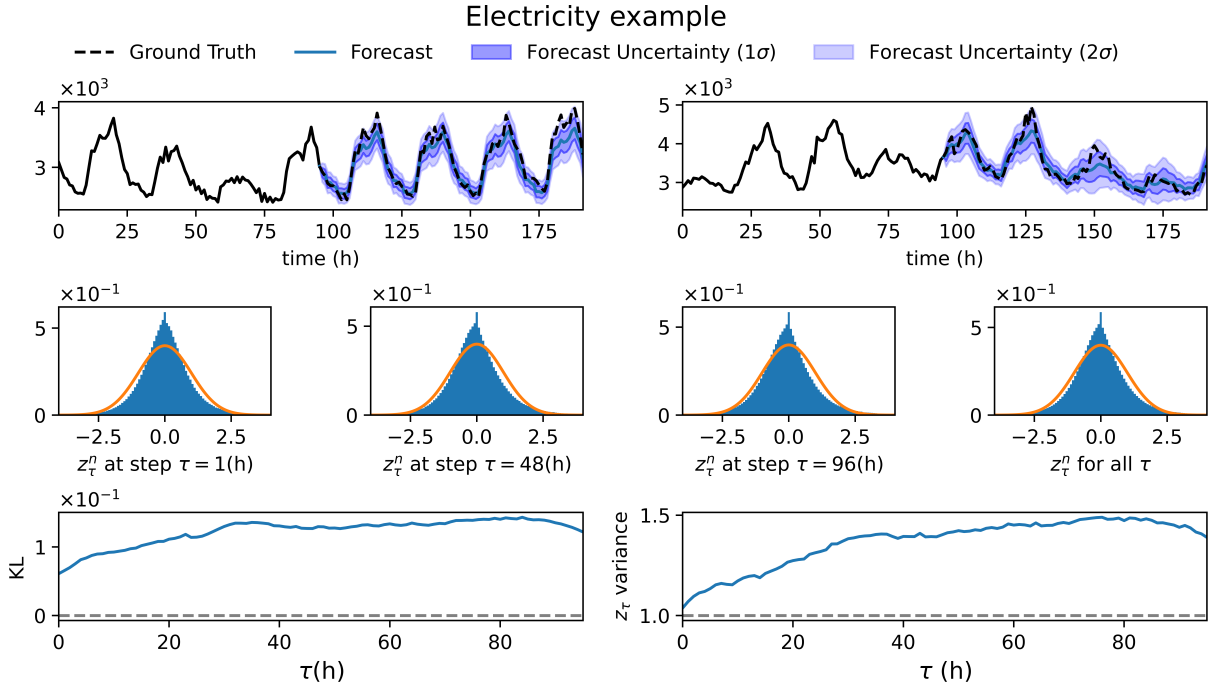 Electricity example
Ground Truth Forecast Forecast Uncertainty (1σ) Forecast Uncertainty (2σ)
×10³ ×10³
4 3
0 25 50 75 100 125 150 175
time (h)
5 4 3
0 25 50 75 100 125 150 175
time (h)
×10⁻¹ ×10⁻¹ ×10⁻¹ ×10⁻¹
5 0 5 0 5 0 5 0
−2.5 0.0 2.5 −2.5 0.0 2.5 −2.5 0.0 2.5 −2.5 0.0 2.5
zₜⁿ at step τ = 1(h) zₜⁿ at step τ = 48(h) zₜⁿ at step τ = 96(h) zₜⁿ for all τ
×10⁻¹
KL
1 0
0 20 40 60 80
τ(h)
z_τ variance
1.5 1.0
0 20 40 60 80
τ (h)